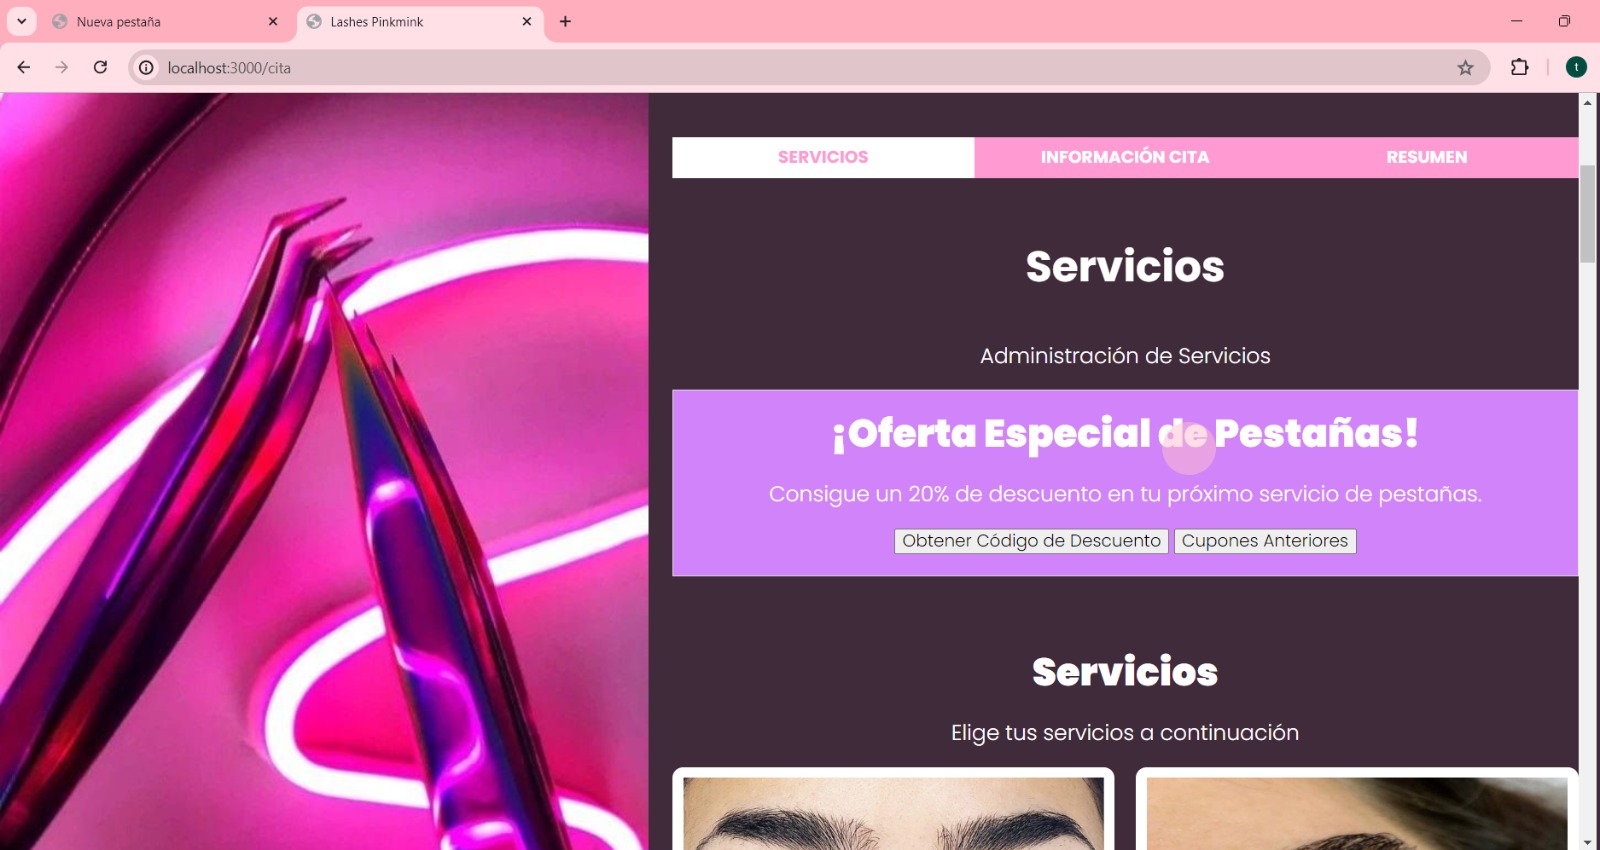 Nueva pestaña
Lashes Pinkmink
localhost:3000/cita
t
SERVICIOS
INFORMACIÓN CITA
RESUMEN
Servicios
Administración de Servicios
¡Oferta Especial de Pestañas!
Consigue un 20% de descuento en tu próximo servicio de pestañas.
Obtener Código de Descuento
Cupones Anteriores
Servicios
Elige tus servicios a continuación